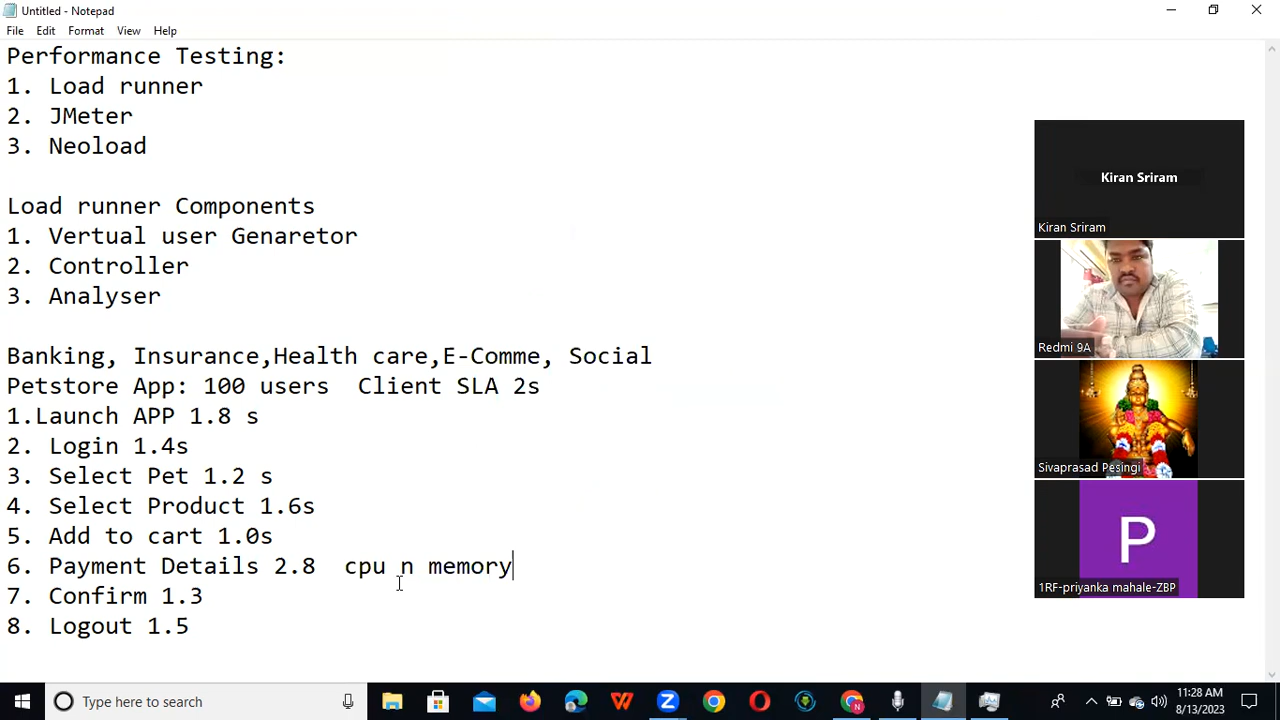 Untitled - Notepad
File Edit Format View Help
Performance Testing:
1. Load runner
2. JMeter
3. Neoload
Load runner Components
1. Vertual user Genaretor
2. Controller
3. Analyser
Banking, Insurance,Health care,E-Comme, Social
Petstore App: 100 users  Client SLA 2s
1.Launch APP 1.8 s
2. Login 1.4s
3. Select Pet 1.2 s
4. Select Product 1.6s
5. Add to cart 1.0s
6. Payment Details 2.8  cpu n memory
7. Confirm 1.3
8. Logout 1.5
Kiran Sriram
Kiran Sriram
Redmi 9A
Sivaprasad Pesingi
P
1RF-priyanka mahale-ZBP
Type here to search
11:28 AM
8/13/2023